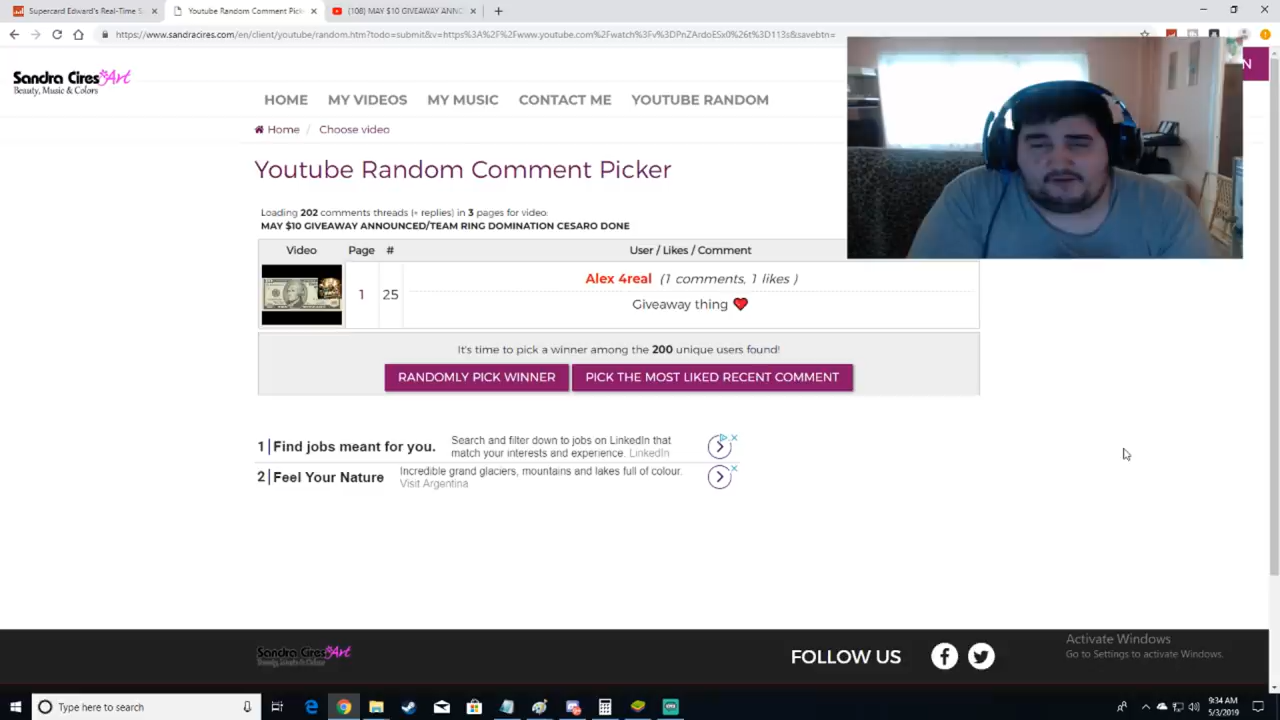 Supercard Edward's Real-Time S
Youtube Random Comment Pick
(108) MAY $10 GIVEAWAY ANNO
https://www.sandracires.com/en/client/youtube/random.htm?todo=submit&v=https%3A%2F%2Fwww.youtube.com%2Fwatch%3Fv%3DPnZArdoESx0%26t%3D113s&savebtn=
Sandra Cires Art
Beauty, Music & Colors
HOME MY VIDEOS MY MUSIC CONTACT ME YOUTUBE RANDOM
N
Home / Choose video
Youtube Random Comment Picker
Loading 202 comments threads (+ replies) in 3 pages for video:
MAY $10 GIVEAWAY ANNOUNCED/TEAM RING DOMINATION CESARO DONE
Video Page # User / Likes / Comment
1 25 Alex 4real (1 comments, 1 likes )
Giveaway thing ❤
It's time to pick a winner among the 200 unique users found!
RANDOMLY PICK WINNER PICK THE MOST LIKED RECENT COMMENT
1 Find jobs meant for you. Search and filter down to jobs on LinkedIn that
match your interests and experience. LinkedIn
2 Feel Your Nature Incredible grand glaciers, mountains and lakes full of colour.
Visit Argentina
Sandra Cires Art
Beauty, Music & Colors
FOLLOW US
Activate Windows
Go to Settings to activate Windows.
Type here to search
9:34 AM
5/3/2019